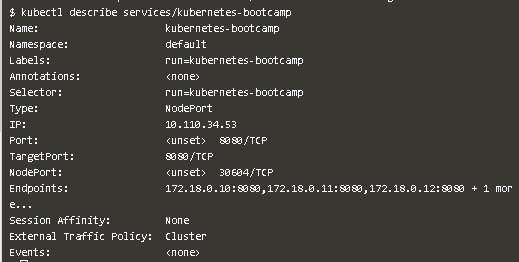 $ kubectl describe services/kubernetes-bootcamp
Name:                     kubernetes-bootcamp
Namespace:                default
Labels:                   run=kubernetes-bootcamp
Annotations:              <none>
Selector:                 run=kubernetes-bootcamp
Type:                     NodePort
IP:                       10.110.34.53
Port:                     <unset>  8080/TCP
TargetPort:               8080/TCP
NodePort:                 <unset>  30604/TCP
Endpoints:                172.18.0.10:8080,172.18.0.11:8080,172.18.0.12:8080 + 1 mor
e...
Session Affinity:         None
External Traffic Policy:  Cluster
Events:                   <none>